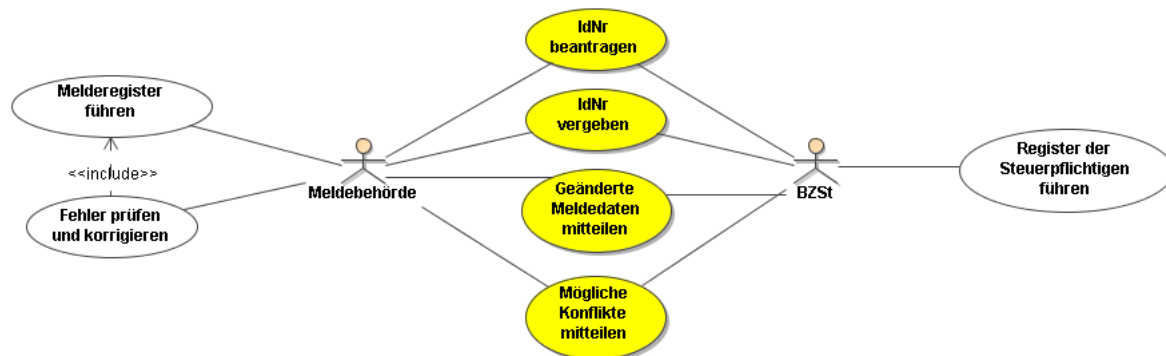 IdNr
beantragen
Melderegister
führen
IdNr
vergeben
<<include>>
Meldebehörde
BZSt
Register der
Steuerpflichtigen
führen
Fehler prüfen
und korrigieren
Geänderte
Meldedaten
mitteilen
Mögliche
Konflikte
mitteilen